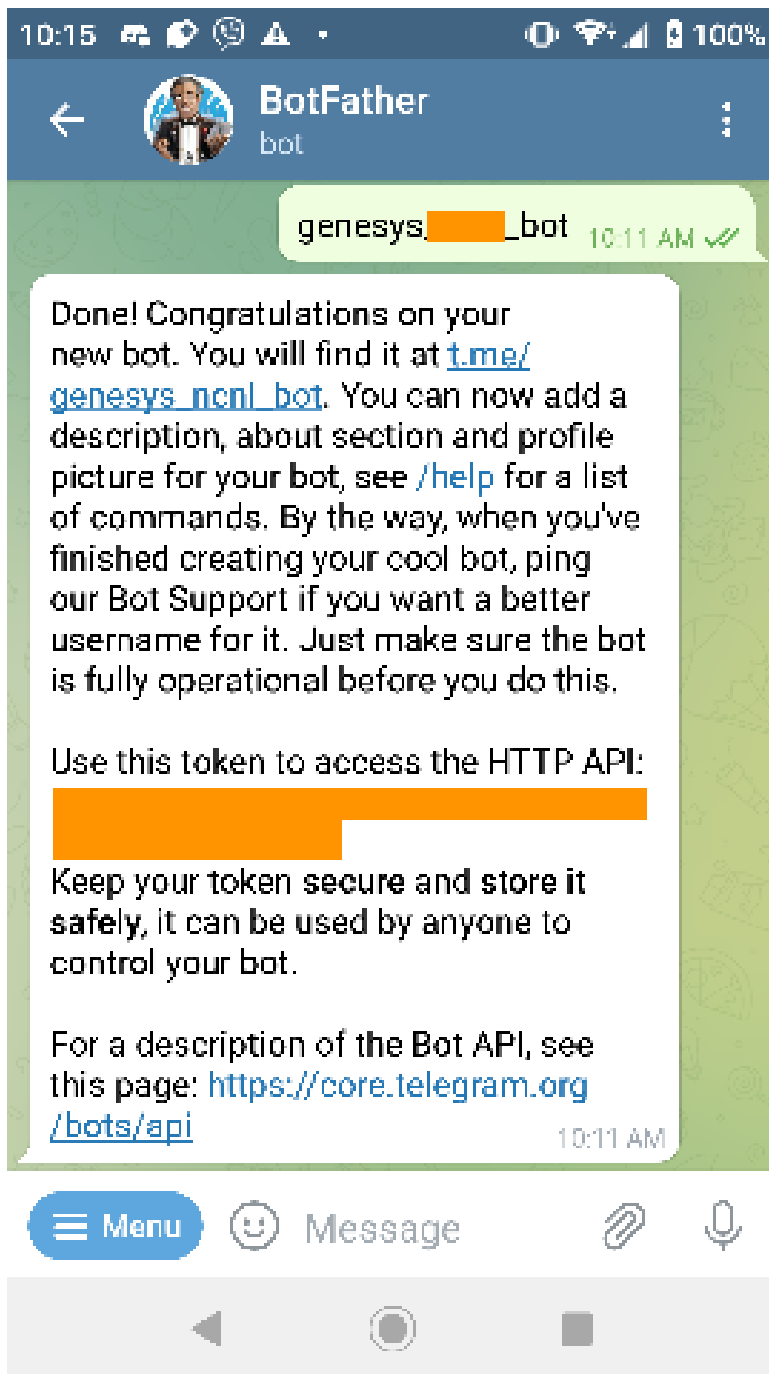 10:15 100%
BotFather
bot
genesys_ _bot 10:11 AM
Done! Congratulations on your
new bot. You will find it at t.me/
genesys_ncnl_bot. You can now add a
description, about section and profile
picture for your bot, see /help for a list
of commands. By the way, when you've
finished creating your cool bot, ping
our Bot Support if you want a better
username for it. Just make sure the bot
is fully operational before you do this.
Use this token to access the HTTP API:
Keep your token secure and store it
safely, it can be used by anyone to
control your bot.
For a description of the Bot API, see
this page: https://core.telegram.org
/bots/api
10:11 AM
Menu Message